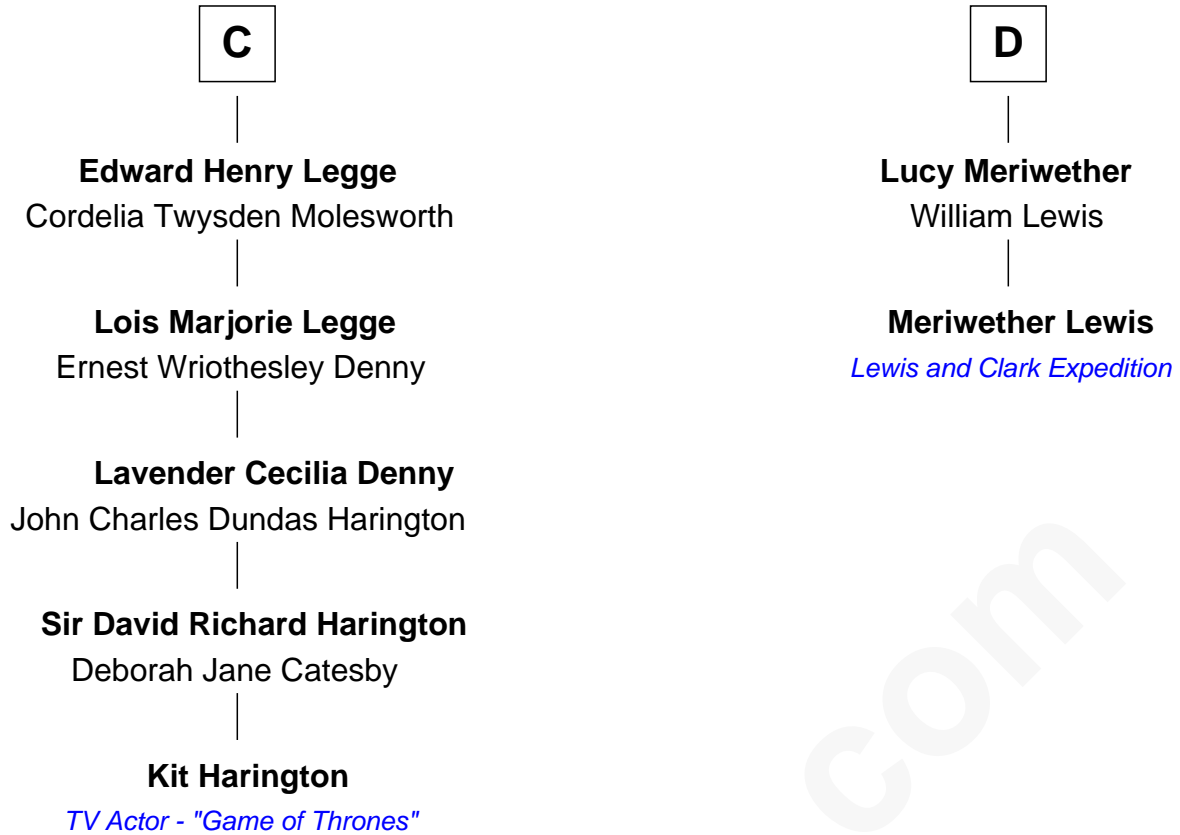 C
Edward Henry Legge
Cordelia Twysden Molesworth
Lois Marjorie Legge
Ernest Wriothesley Denny
Lavender Cecilia Denny
John Charles Dundas Harington
Sir David Richard Harington
Deborah Jane Catesby
Kit Harington
TV Actor - "Game of Thrones"
D
Lucy Meriwether
William Lewis
Meriwether Lewis
Lewis and Clark Expedition
com